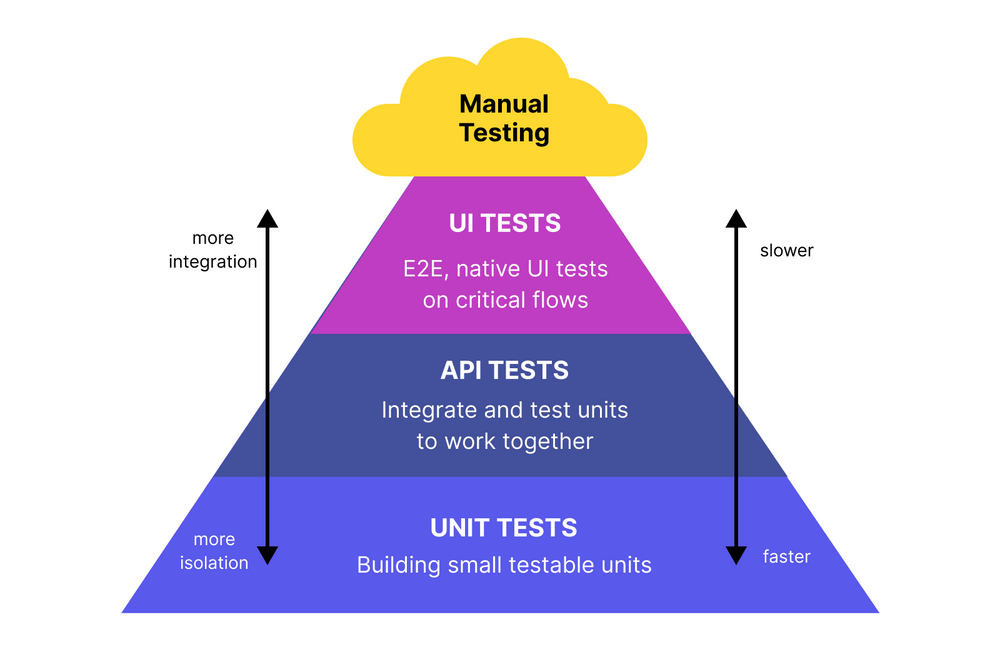 Manual
Testing
UI TESTS
E2E, native UI tests
on critical flows
more
integration
slower
API TESTS
Integrate and test units
to work together
UNIT TESTS
Building small testable units
more
isolation
faster